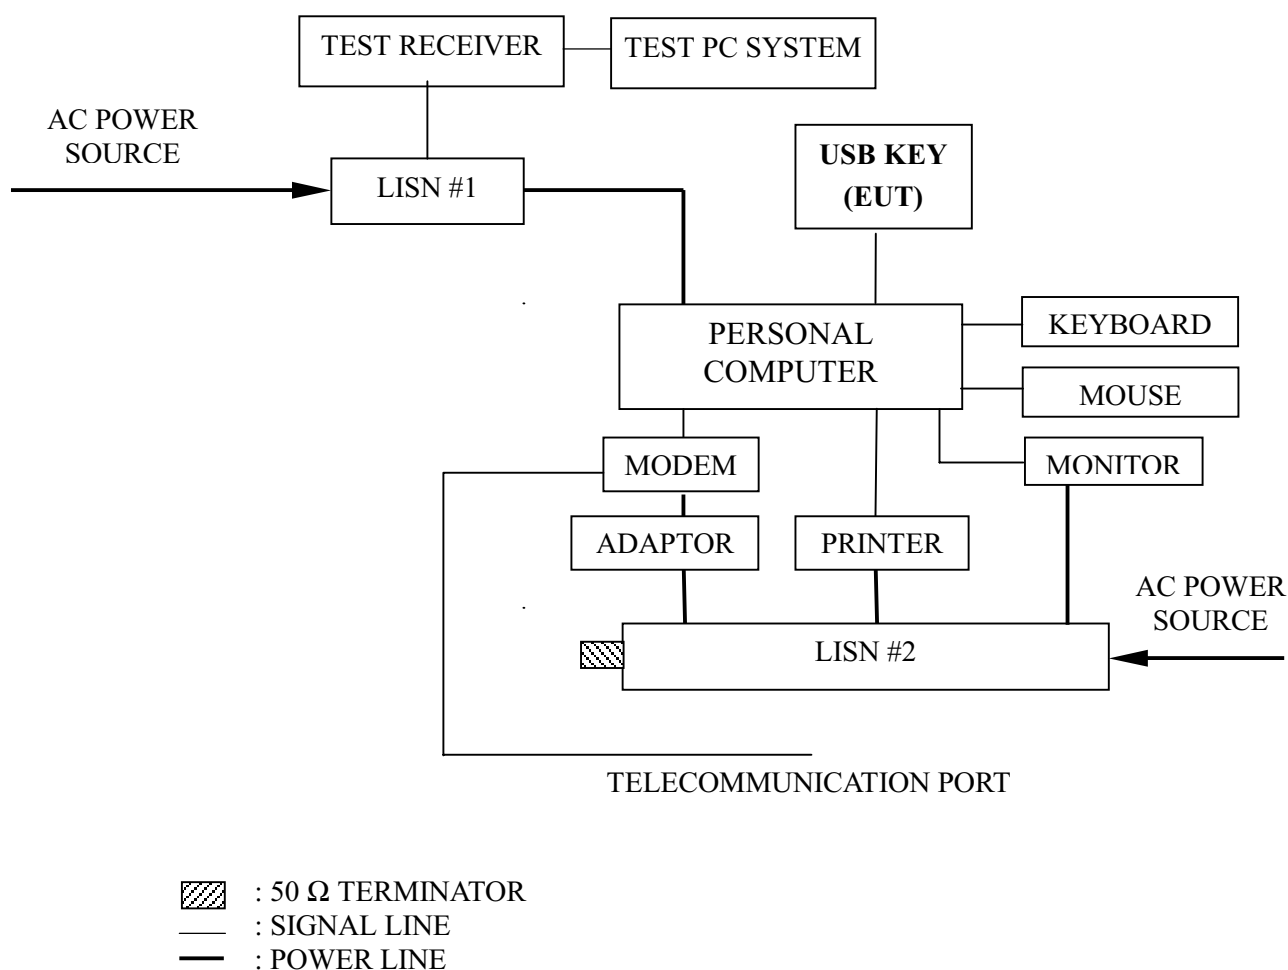 TEST RECEIVER
TEST PC SYSTEM
AC POWER
SOURCE
USB KEY
(EUT)
LISN #1
PERSONAL
COMPUTER
KEYBOARD
MOUSE
MODEM
MONITOR
ADAPTOR
PRINTER
AC POWER
SOURCE
LISN #2
TELECOMMUNICATION PORT
: 50 Ω TERMINATOR
: SIGNAL LINE
: POWER LINE